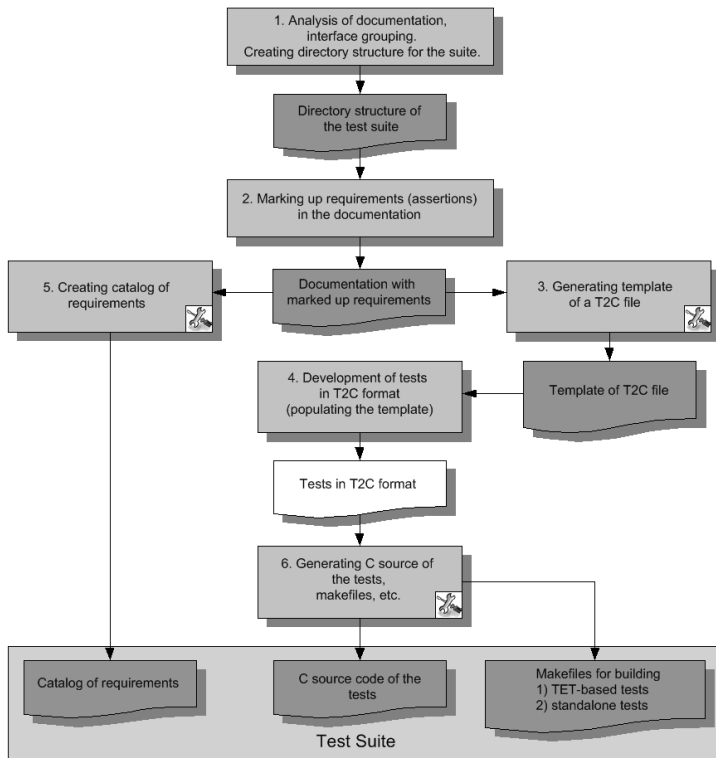 1. Analysis of documentation,
interface grouping.
Creating directory structure for the suite.
Directory structure of
the test suite
2. Marking up requirements (assertions)
in the documentation
5. Creating catalog of
requirements
Documentation with
marked up requirements
3. Generating template
of a T2C file
4. Development of tests
in T2C format
(populating the template)
Template of T2C file
Tests in T2C format
6. Generating C source of
the tests,
makefiles, etc.
Catalog of requirements
C source code of the
tests
Makefiles for building
1) TET-based tests
2) standalone tests
Test Suite